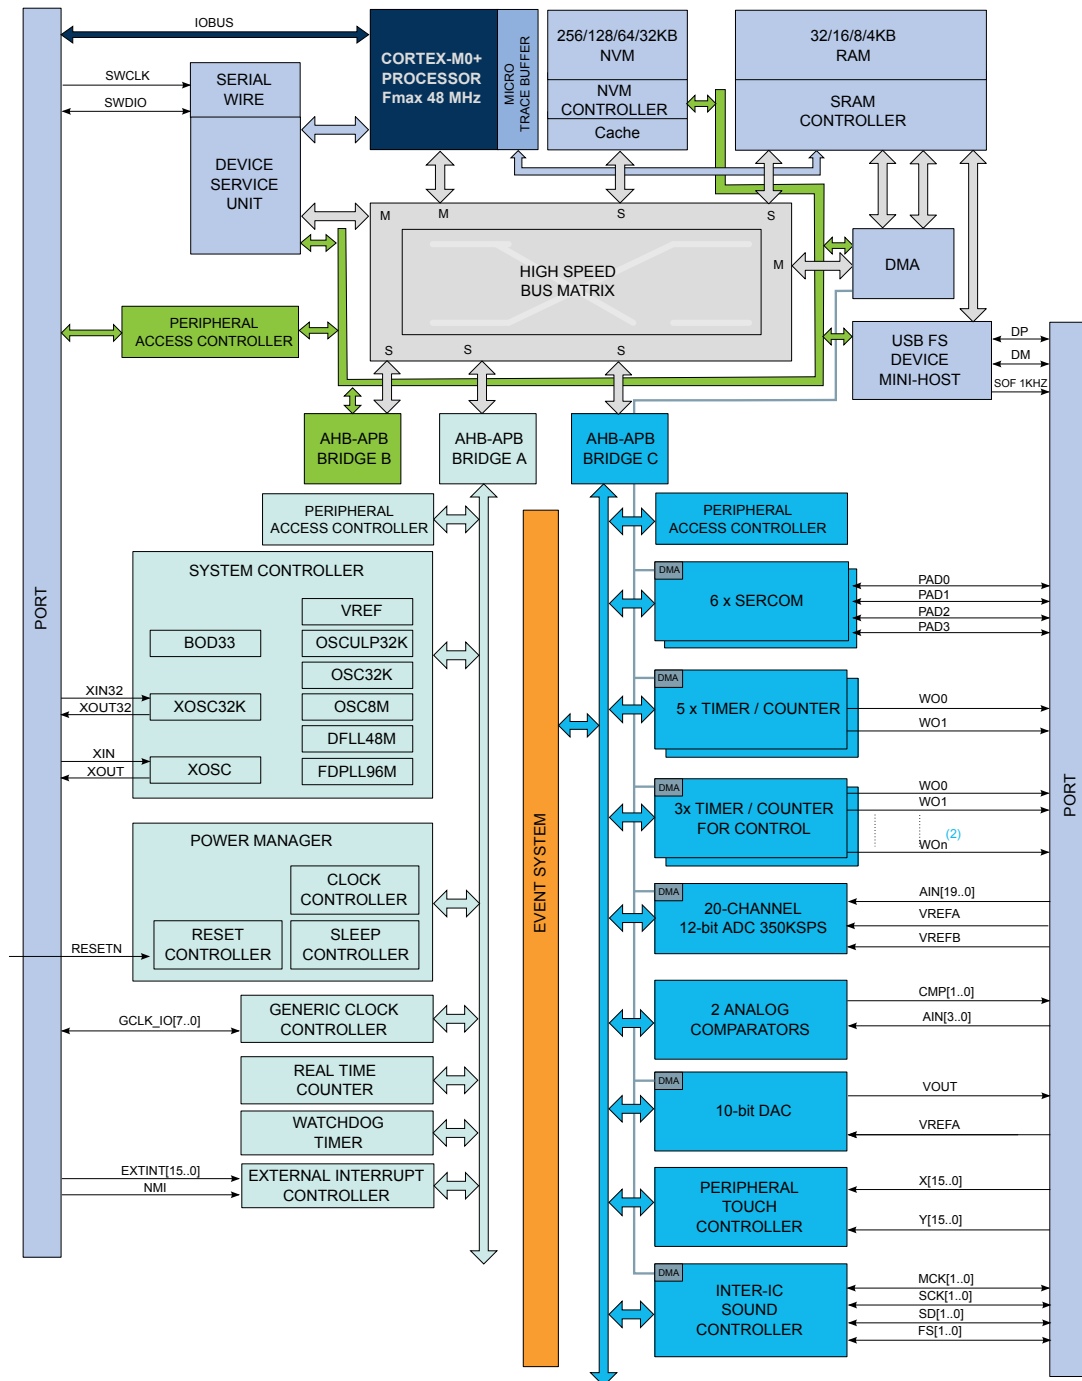 IOBUS
CORTEX-M0+
PROCESSOR
Fmax 48 MHz
MICRO
TRACE BUFFER
256/128/64/32KB
NVM
NVM
CONTROLLER
Cache
32/16/8/4KB
RAM
SRAM
CONTROLLER
SWCLK
SWDIO
SERIAL
WIRE
DEVICE
SERVICE
UNIT
M
M
S
S
M
HIGH SPEED
BUS MATRIX
S
S
S
DMA
PERIPHERAL
ACCESS CONTROLLER
USB FS
DEVICE
MINI-HOST
DP
DM
SOF 1KHZ
AHB-APB
BRIDGE B
AHB-APB
BRIDGE A
AHB-APB
BRIDGE C
PERIPHERAL
ACCESS CONTROLLER
PERIPHERAL
ACCESS CONTROLLER
PORT
SYSTEM CONTROLLER
VREF
BOD33
OSCULP32K
OSC32K
XIN32
XOUT32
XOSC32K
OSC8M
DFLL48M
XIN
XOUT
XOSC
FDPLL96M
POWER MANAGER
CLOCK
CONTROLLER
RESETN
RESET
CONTROLLER
SLEEP
CONTROLLER
GCLK_IO[7..0]
GENERIC CLOCK
CONTROLLER
REAL TIME
COUNTER
WATCHDOG
TIMER
EXTINT[15..0]
NMI
EXTERNAL INTERRUPT
CONTROLLER
EVENT SYSTEM
DMA
6 x SERCOM
PAD0
PAD1
PAD2
PAD3
DMA
5 x TIMER / COUNTER
WO0
WO1
DMA
3x TIMER / COUNTER
FOR CONTROL
WO0
WO1
(2)
WOn
DMA
20-CHANNEL
12-bit ADC 350KSPS
AIN[19..0]
VREFA
VREFB
2 ANALOG
COMPARATORS
CMP[1..0]
AIN[3..0]
DMA
10-bit DAC
VOUT
VREFA
PERIPHERAL
TOUCH
CONTROLLER
X[15..0]
Y[15..0]
DMA
INTER-IC
SOUND
CONTROLLER
MCK[1..0]
SCK[1..0]
SD[1..0]
FS[1..0]
PORT